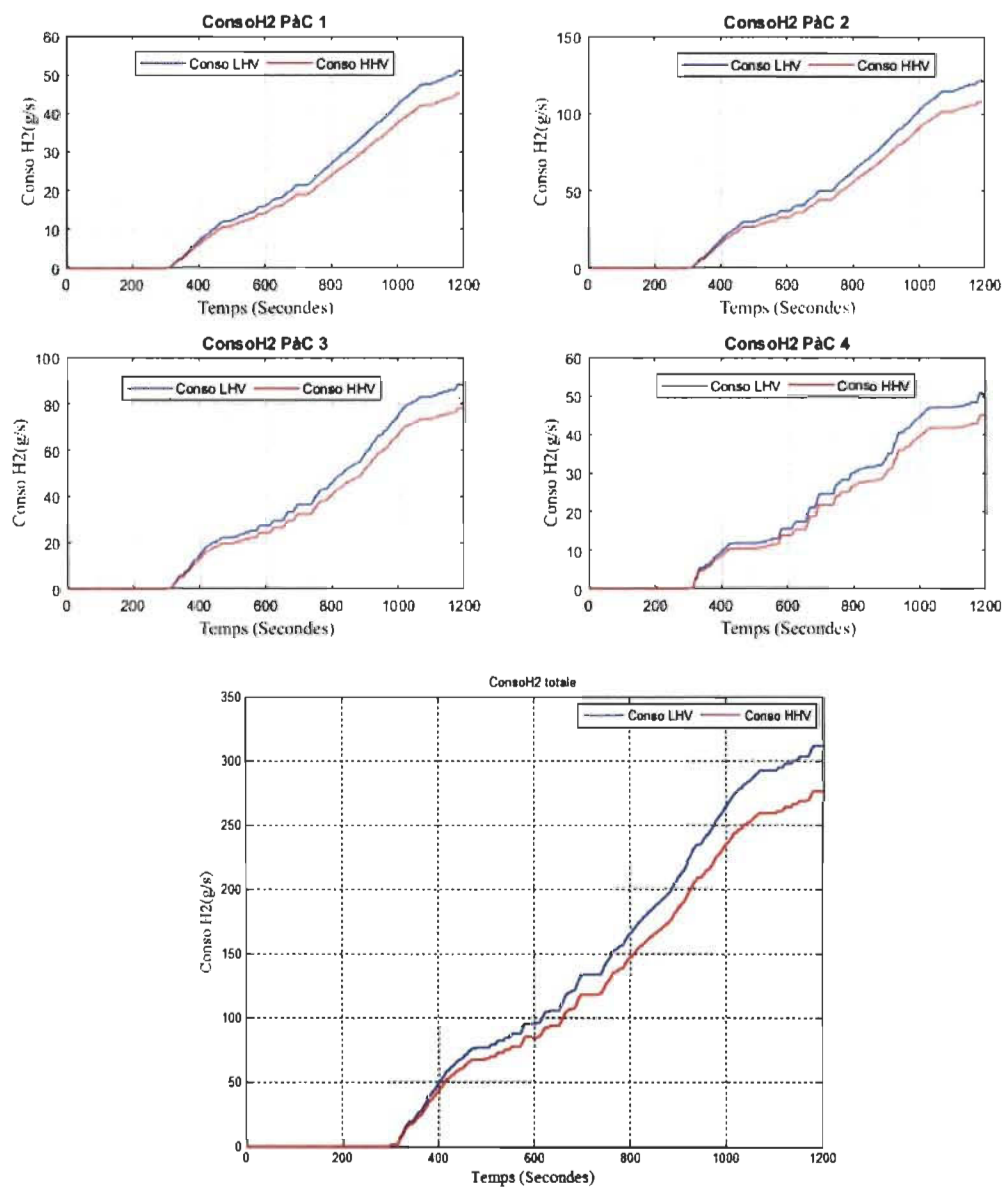 ConsoH2 PàC 1
Conso LHV Conso HHV
Conso H2(g/s)
60
50
40
30
20
10
0
0 200 400 600 800 1000 1200
Temps (Secondes)
ConsoH2 PàC 2
Conso LHV Conso HHV
Conso H2(g/s)
150
100
50
0
0 200 400 600 800 1000 1200
Temps (Secondes)
ConsoH2 PàC 3
Conso LHV Conso HHV
Conso H2(g/s)
100
80
60
40
20
0
0 200 400 600 800 1000 1200
Temps (Secondes)
ConsoH2 PàC 4
Conso LHV Conso HHV
Conso H2(g/s)
60
50
40
30
20
10
0
0 200 400 600 800 1000 1200
Temps (Secondes)
ConsoH2 totale
Conso LHV Conso HHV
Conso H2(g/s)
350
300
250
200
150
100
50
0
0 200 400 600 800 1000 1200
Temps (Secondes)